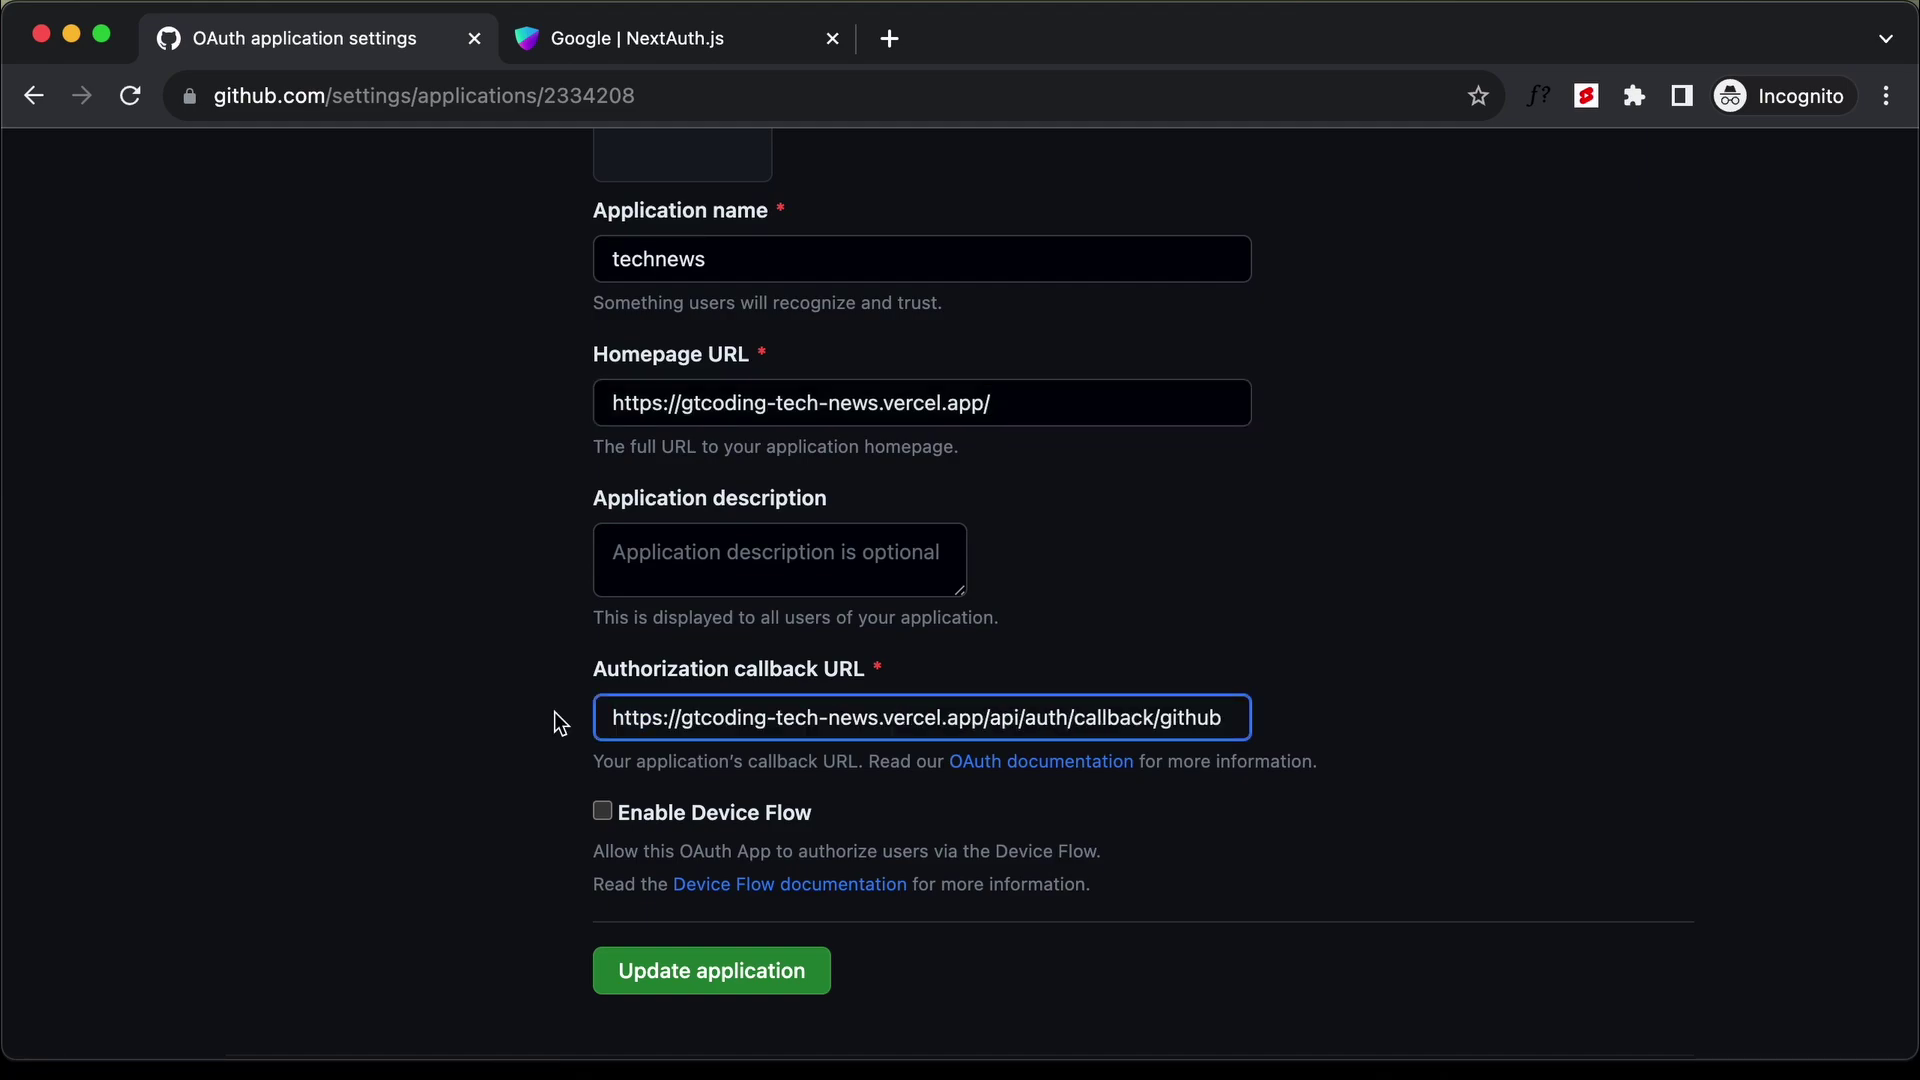 OAuth application settings
Google | NextAuth.js
github.com/settings/applications/2334208
f?
Incognito
Application name *
technews
Something users will recognize and trust.
Homepage URL *
https://gtcoding-tech-news.vercel.app/
The full URL to your application homepage.
Application description
Application description is optional
This is displayed to all users of your application.
Authorization callback URL *
https://gtcoding-tech-news.vercel.app/api/auth/callback/github
Your application's callback URL. Read our OAuth documentation for more information.
Enable Device Flow
Allow this OAuth App to authorize users via the Device Flow.
Read the Device Flow documentation for more information.
Update application